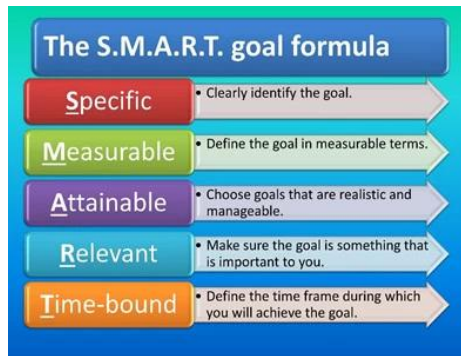 The S.M.A.R.T. goal formula
Specific
• Clearly identify the goal.
Measurable
• Define the goal in measurable terms.
Attainable
• Choose goals that are realistic and
manageable.
Relevant
• Make sure the goal is something that
is important to you.
Time-bound
• Define the time frame during which
you will achieve the goal.